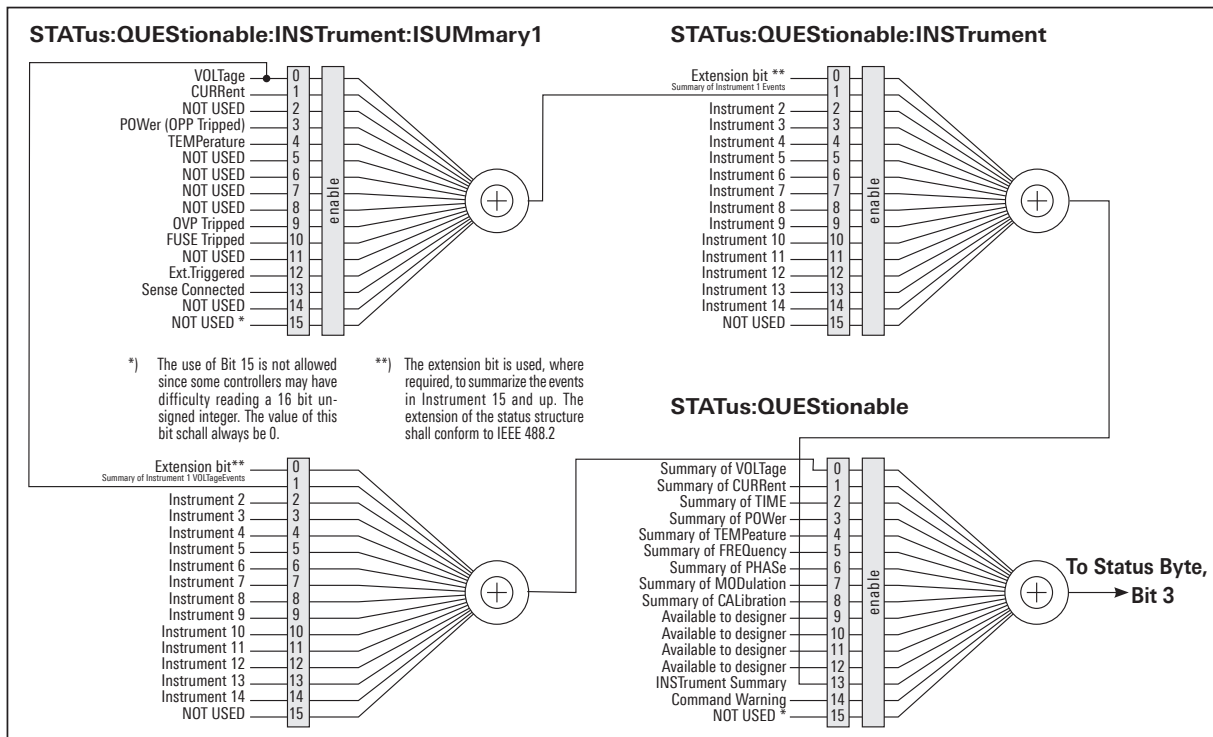 STATus:QUEStionable:INSTrument:ISUMmary1
VOLTage 0
CURRent 1
NOT USED 2
POWer (OPP Tripped) 3
TEMPerature 4
NOT USED 5
NOT USED 6
NOT USED 7
NOT USED 8
OVP Tripped 9
FUSE Tripped 10
NOT USED 11
Ext.Triggered 12
Sense Connected 13
NOT USED 14
NOT USED * 15
enable
+
STATus:QUEStionable:INSTrument
Extension bit ** 0
Summary of Instrument 1 Events 1
Instrument 2 2
Instrument 3 3
Instrument 4 4
Instrument 5 5
Instrument 6 6
Instrument 7 7
Instrument 8 8
Instrument 9 9
Instrument 10 10
Instrument 11 11
Instrument 12 12
Instrument 13 13
Instrument 14 14
NOT USED 15
enable
+
*) The use of Bit 15 is not allowed
since some controllers may have
difficulty reading a 16 bit un-
signed integer. The value of this
bit schall always be 0.
**) The extension bit is used, where
required, to summarize the events
in Instrument 15 and up. The
extension of the status structure
shall conform to IEEE 488.2
Extension bit** 0
Summary of Instrument 1 VOLTageEvents 1
Instrument 2 2
Instrument 3 3
Instrument 4 4
Instrument 5 5
Instrument 6 6
Instrument 7 7
Instrument 8 8
Instrument 9 9
Instrument 10 10
Instrument 11 11
Instrument 12 12
Instrument 13 13
Instrument 14 14
NOT USED 15
+
STATus:QUEStionable
Summary of VOLTage 0
Summary of CURRent 1
Summary of TIME 2
Summary of POWer 3
Summary of TEMPeature 4
Summary of FREQuency 5
Summary of PHASe 6
Summary of MODulation 7
Summary of CALibration 8
Available to designer 9
Available to designer 10
Available to designer 11
Available to designer 12
INSTrument Summary 13
Command Warning 14
NOT USED * 15
enable
+
To Status Byte,
Bit 3